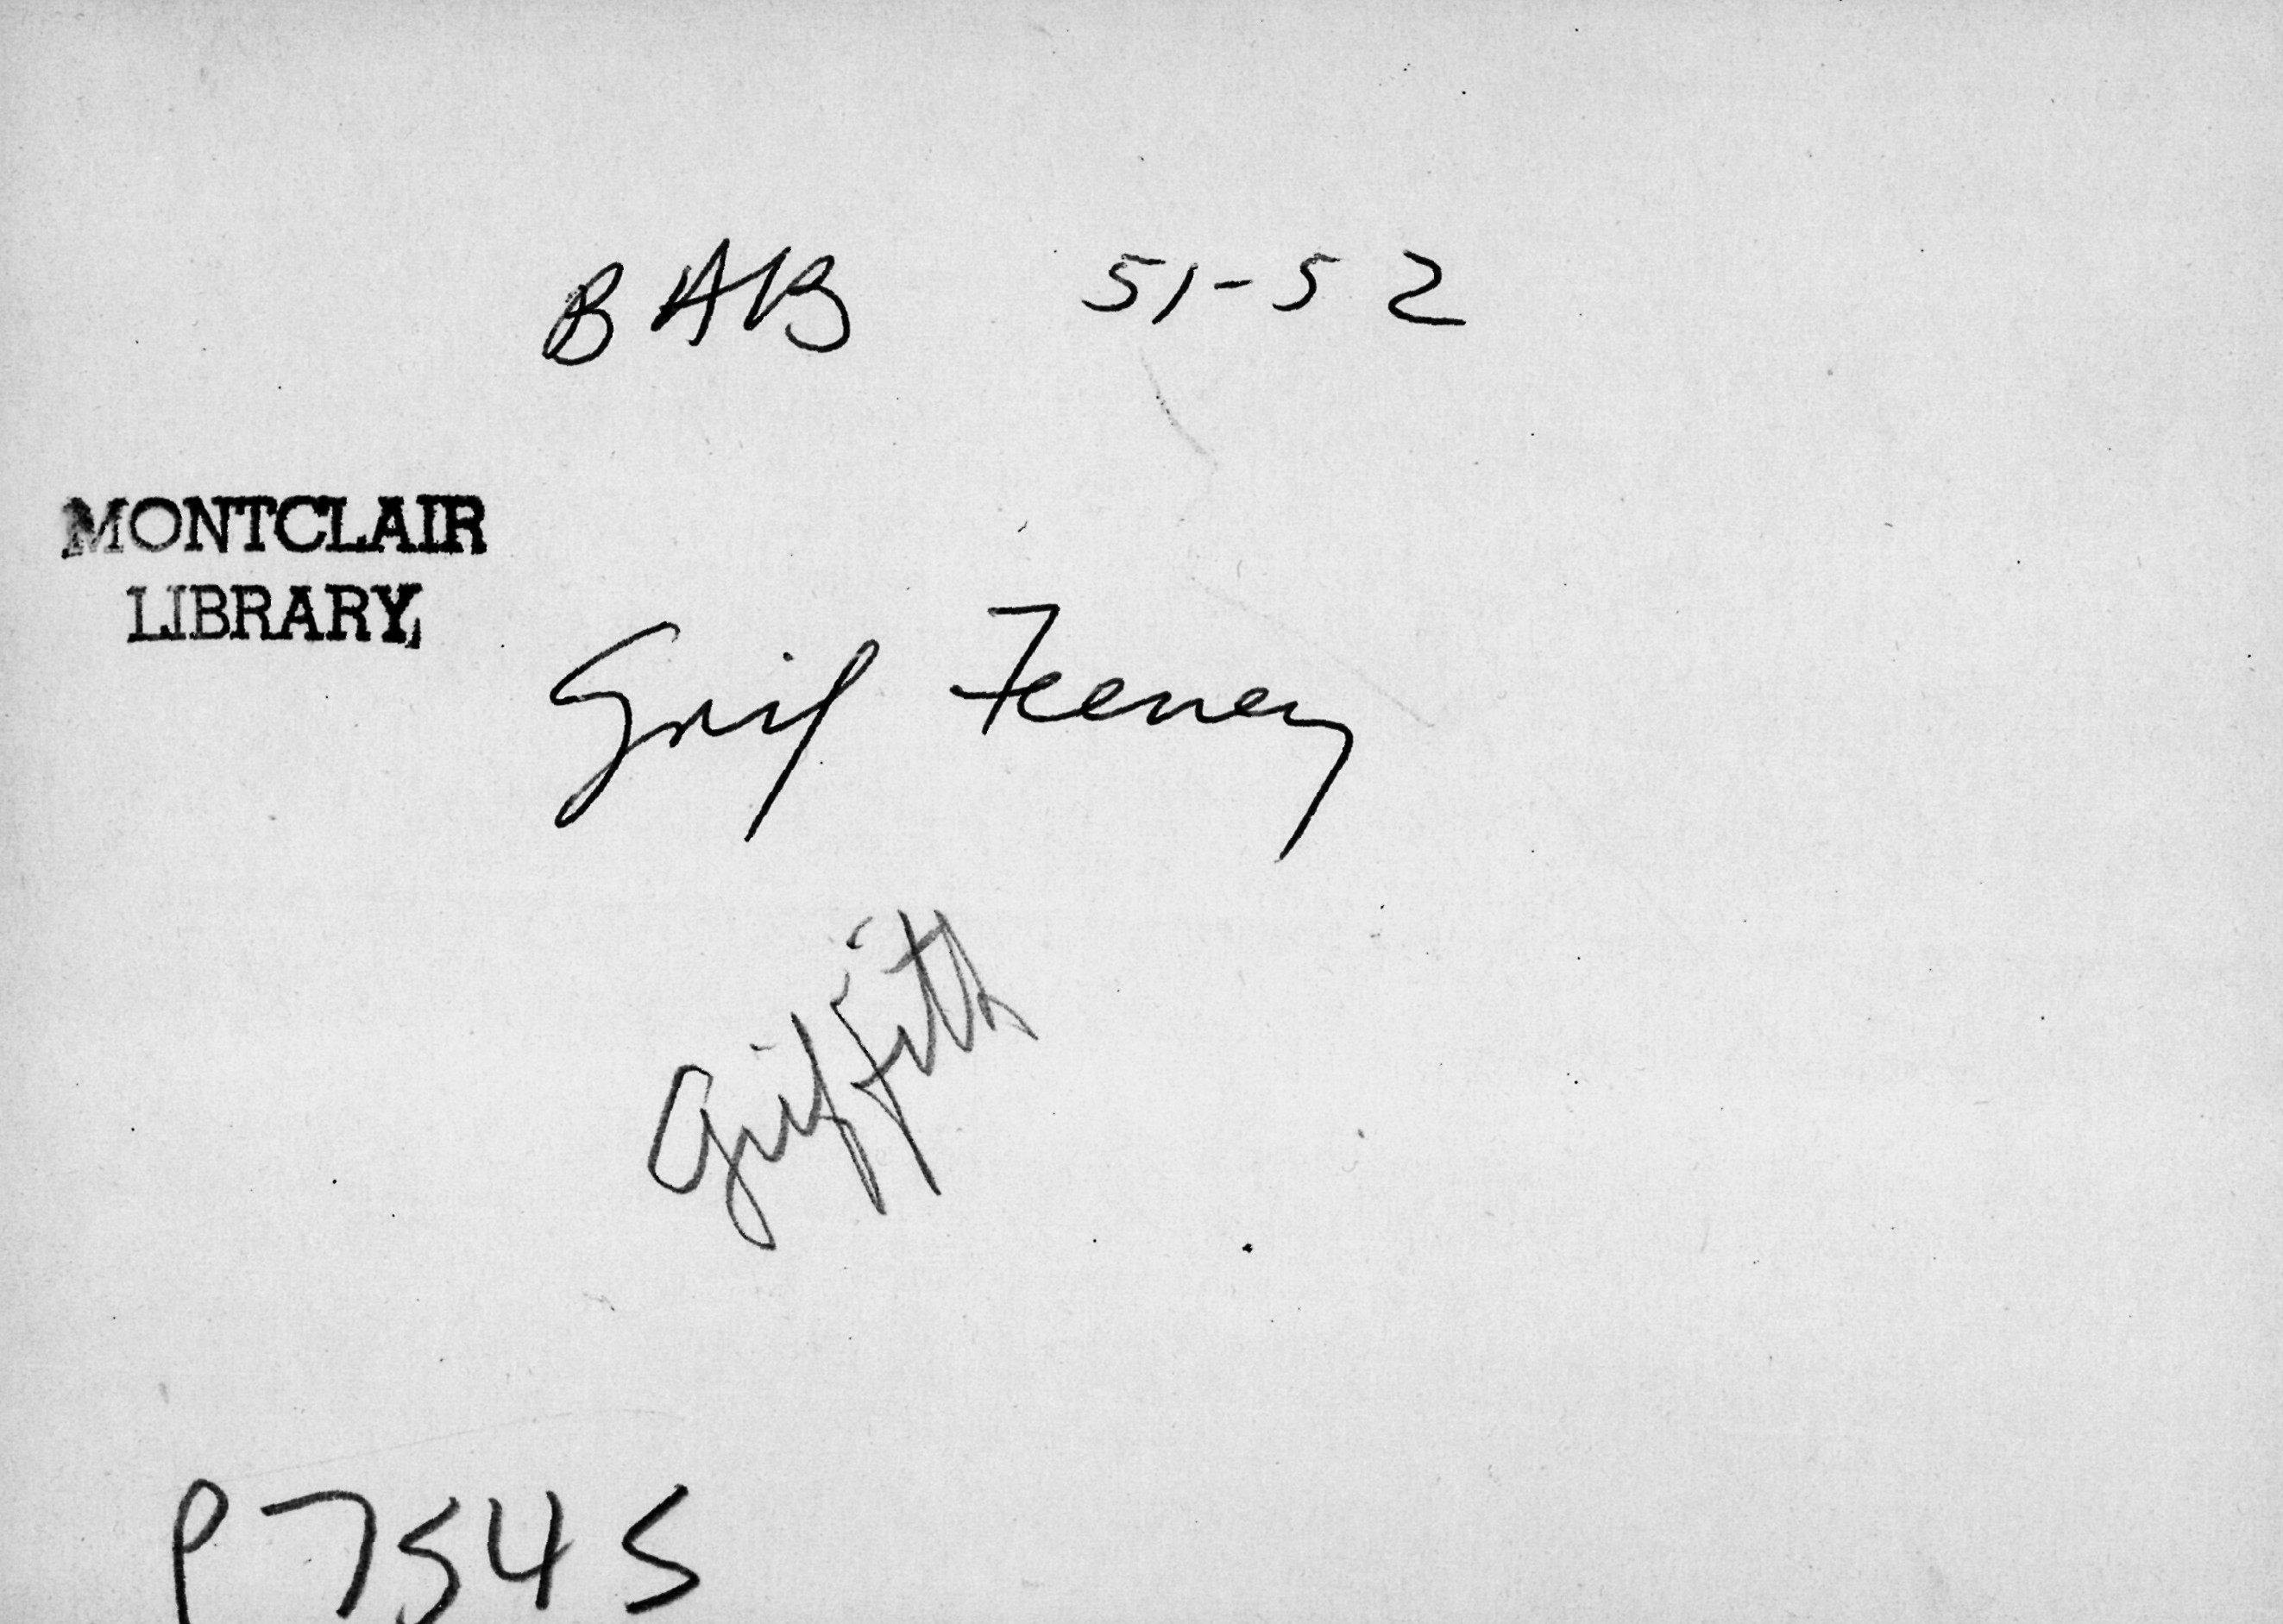 BAB 51-52
MONTCLAIR
LIBRARY
Grif Feeney
Griffith
P7545